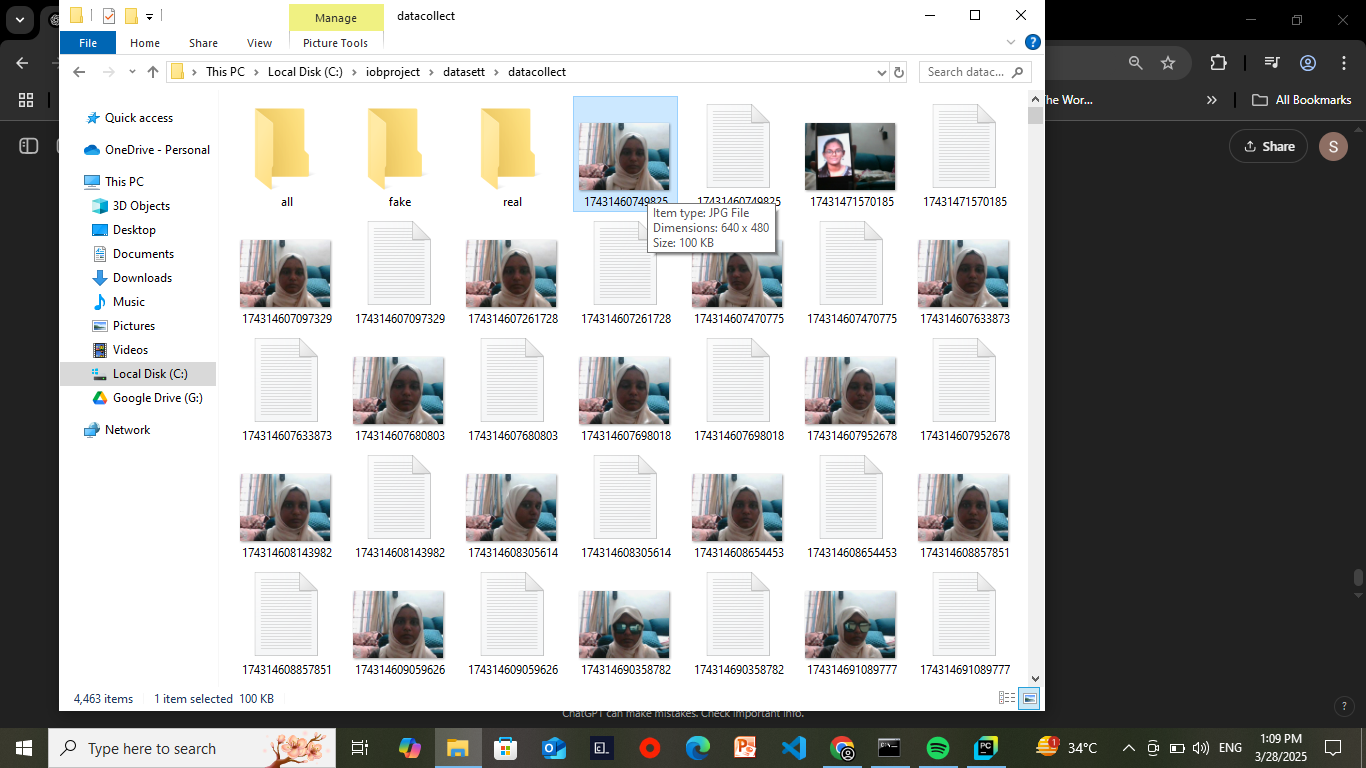 Manage
datacollect
File
Home
Share
View
Picture Tools
This PC
Local Disk (C:)
iobproject
datasett
datacollect
Search datac...
Quick access
OneDrive - Personal
This PC
3D Objects
Desktop
Documents
Downloads
Music
Pictures
Videos
Local Disk (C:)
Google Drive (G:)
Network
all
fake
real
17431460749825
17431460749825
17431471570185
17431471570185
Item type: JPG File
Dimensions: 640 x 480
Size: 100 KB
174314607097329
174314607097329
174314607261728
174314607261728
174314607470775
174314607470775
174314607633873
174314607633873
174314607680803
174314607680803
174314607698018
174314607698018
174314607952678
174314607952678
174314608143982
174314608143982
174314608305614
174314608305614
174314608654453
174314608654453
174314608857851
174314608857851
174314609059626
174314609059626
174314690358782
174314690358782
174314691089777
174314691089777
4,463 items
1 item selected 100 KB
he Wor...
»
All Bookmarks
Share
S
ChatGPT can make mistakes. Check important info.
?
Type here to search
1
34°C
ENG
1:09 PM
3/28/2025